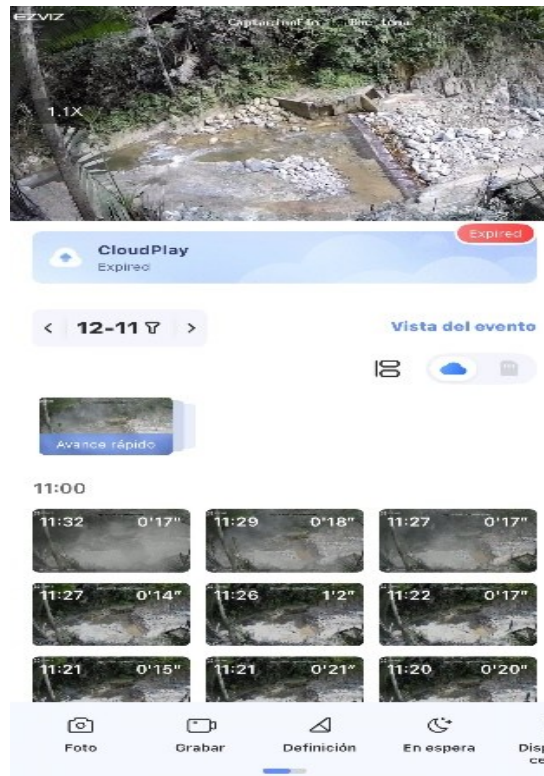 EZVIZ
1.1X
Expired
CloudPlay
Expired
< 12-11 >
Vista del evento
Avance rápido
11:00
11:32 0'17" 11:29 0'18" 11:27 0'17"
11:27 0'14" 11:26 1'2" 11:22 0'17"
11:21 0'15" 11:21 0'21" 11:20 0'20"
Foto Grabar Definición En espera